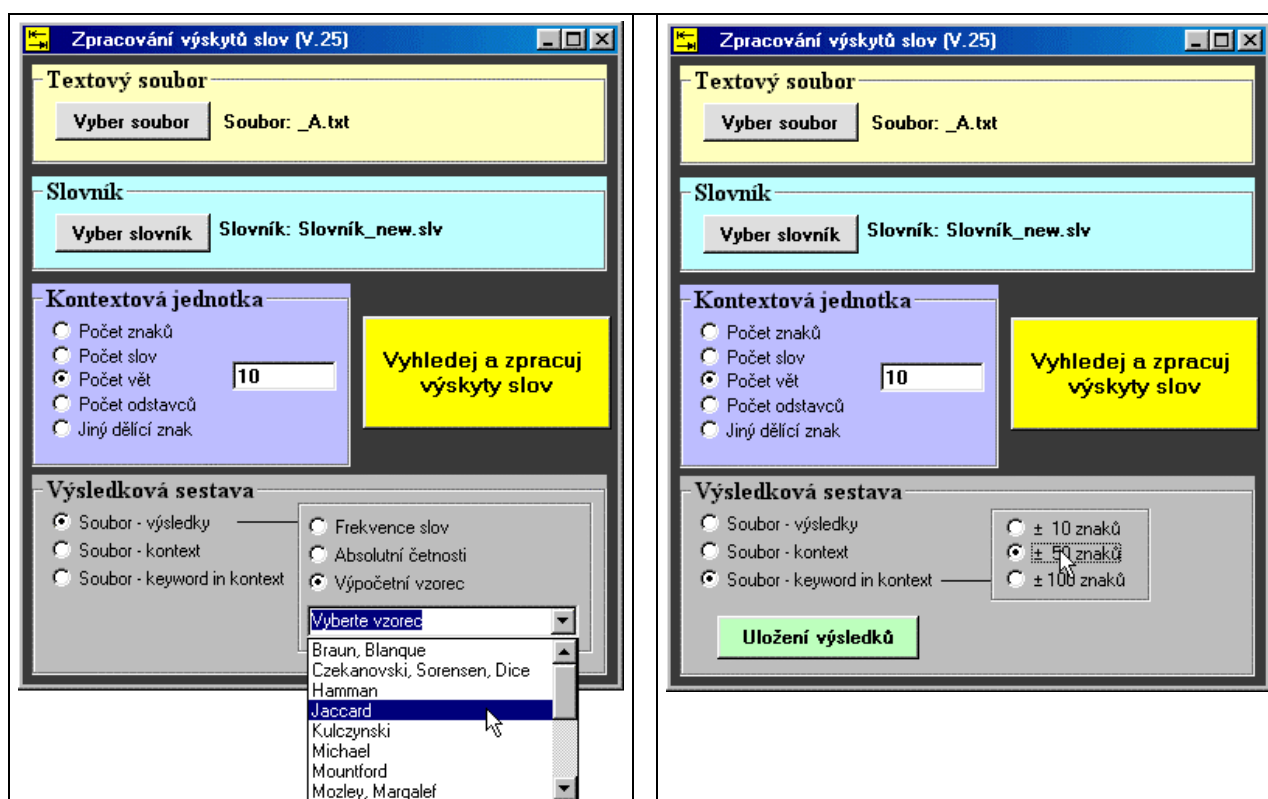 Zpracování výskytů slov (V.25)
Textový soubor
Vyber soubor Soubor: _A.txt
Slovník
Vyber slovník Slovník: Slovník_new.slv
Kontextová jednotka
Počet znaků
Počet slov
Počet vět 10
Počet odstavců
Jiný dělící znak
Vyhledej a zpracuj
výskyty slov
Výsledková sestava
Soubor - výsledky
Soubor - kontext
Soubor - keyword in kontext
Frekvence slov
Absolutní četnosti
Výpočetní vzorec
Vyberte vzorec
Braun, Blanque
Czekanovski, Sorensen, Dice
Hamman
Jaccard
Kulczynski
Michael
Mountford
Mozley, Margalef
Zpracování výskytů slov (V.25)
Textový soubor
Vyber soubor Soubor: _A.txt
Slovník
Vyber slovník Slovník: Slovník_new.slv
Kontextová jednotka
Počet znaků
Počet slov
Počet vět 10
Počet odstavců
Jiný dělící znak
Vyhledej a zpracuj
výskyty slov
Výsledková sestava
Soubor - výsledky
Soubor - kontext
Soubor - keyword in kontext
± 10 znaků
± 50 znaků
± 100 znaků
Uložení výsledků